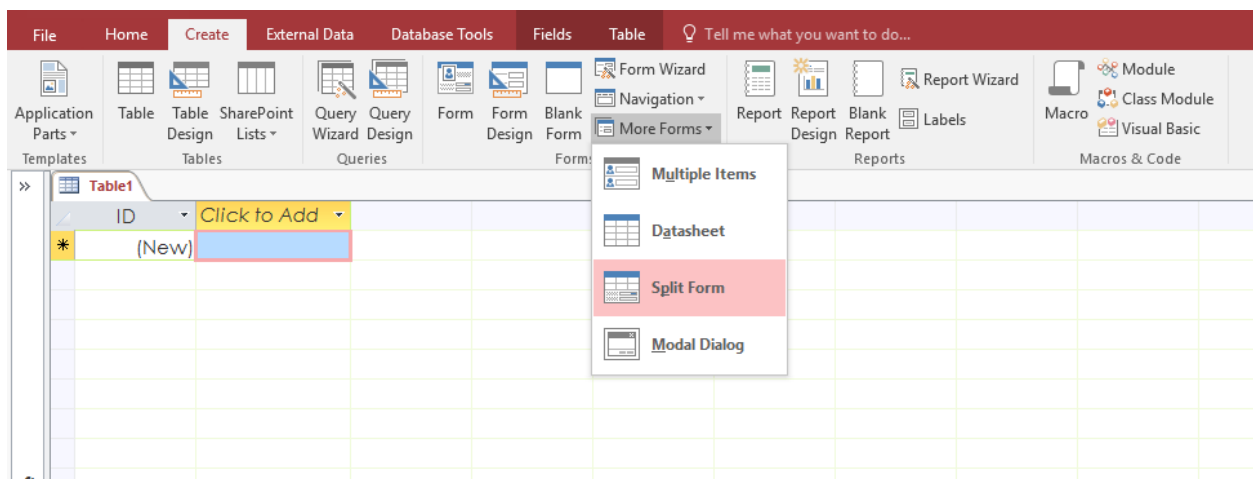 File Home Create External Data Database Tools Fields Table Tell me what you want to do...
Application Parts
Templates
Table
Table Design
SharePoint Lists
Tables
Query Wizard
Query Design
Queries
Form
Form Design
Blank Form
Form Wizard
Navigation
More Forms
Form
Report
Report Design
Blank Report
Report Wizard
Labels
Reports
Macro
Module
Class Module
Visual Basic
Macros & Code
Multiple Items
Datasheet
Split Form
Modal Dialog
» Table1
ID Click to Add
* (New)